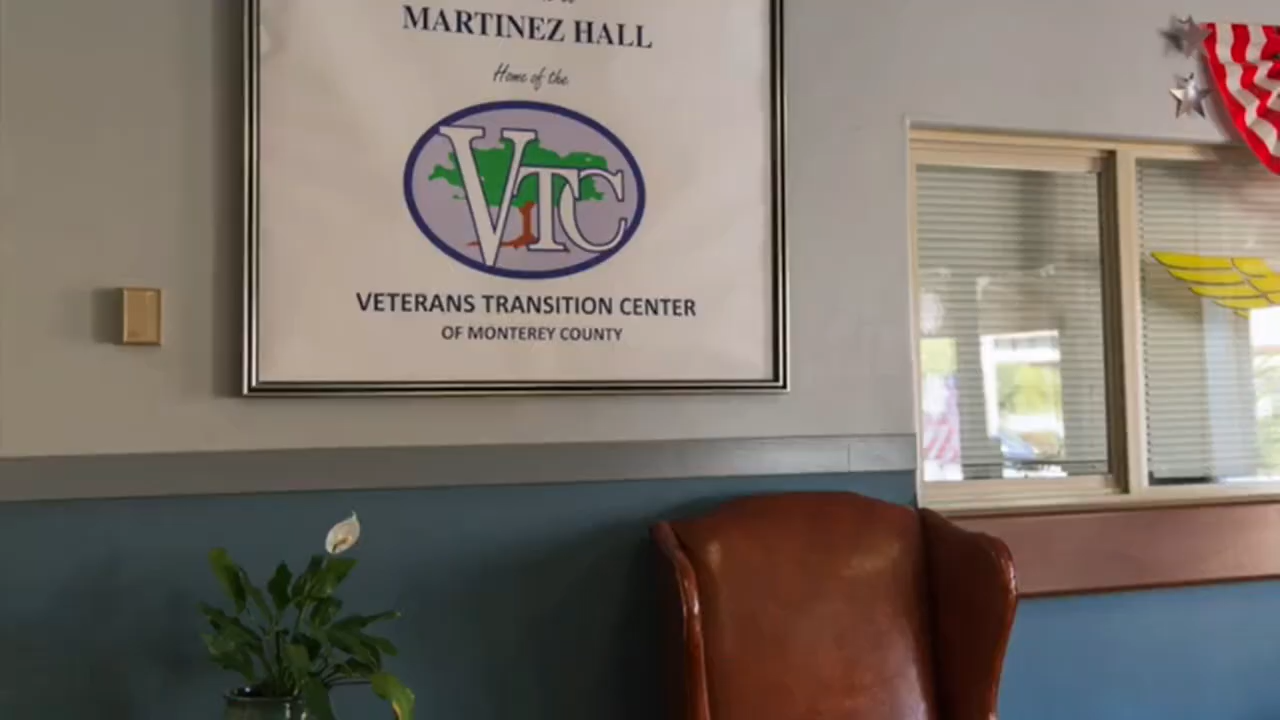 MARTINEZ HALL
Home of the
VTC
VETERANS TRANSITION CENTER
OF MONTEREY COUNTY